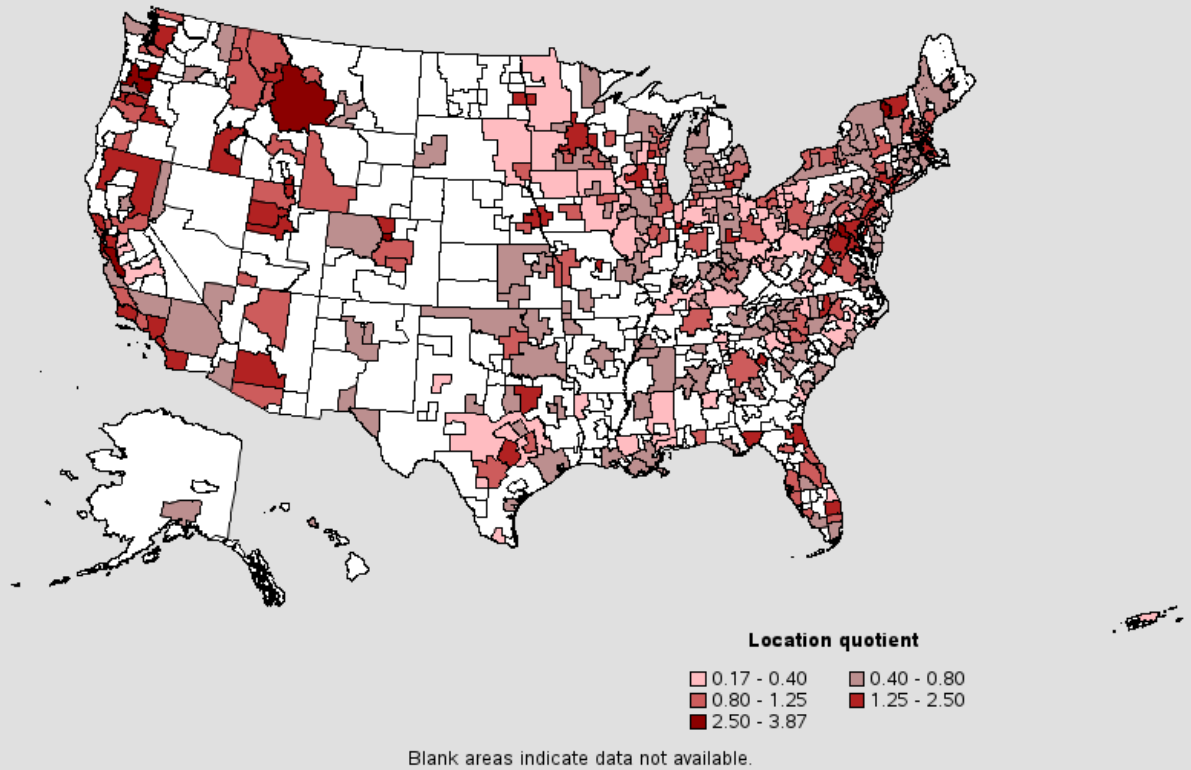 Location quotient
0.17 - 0.40 0.40 - 0.80
0.80 - 1.25 1.25 - 2.50
2.50 - 3.87
Blank areas indicate data not available.